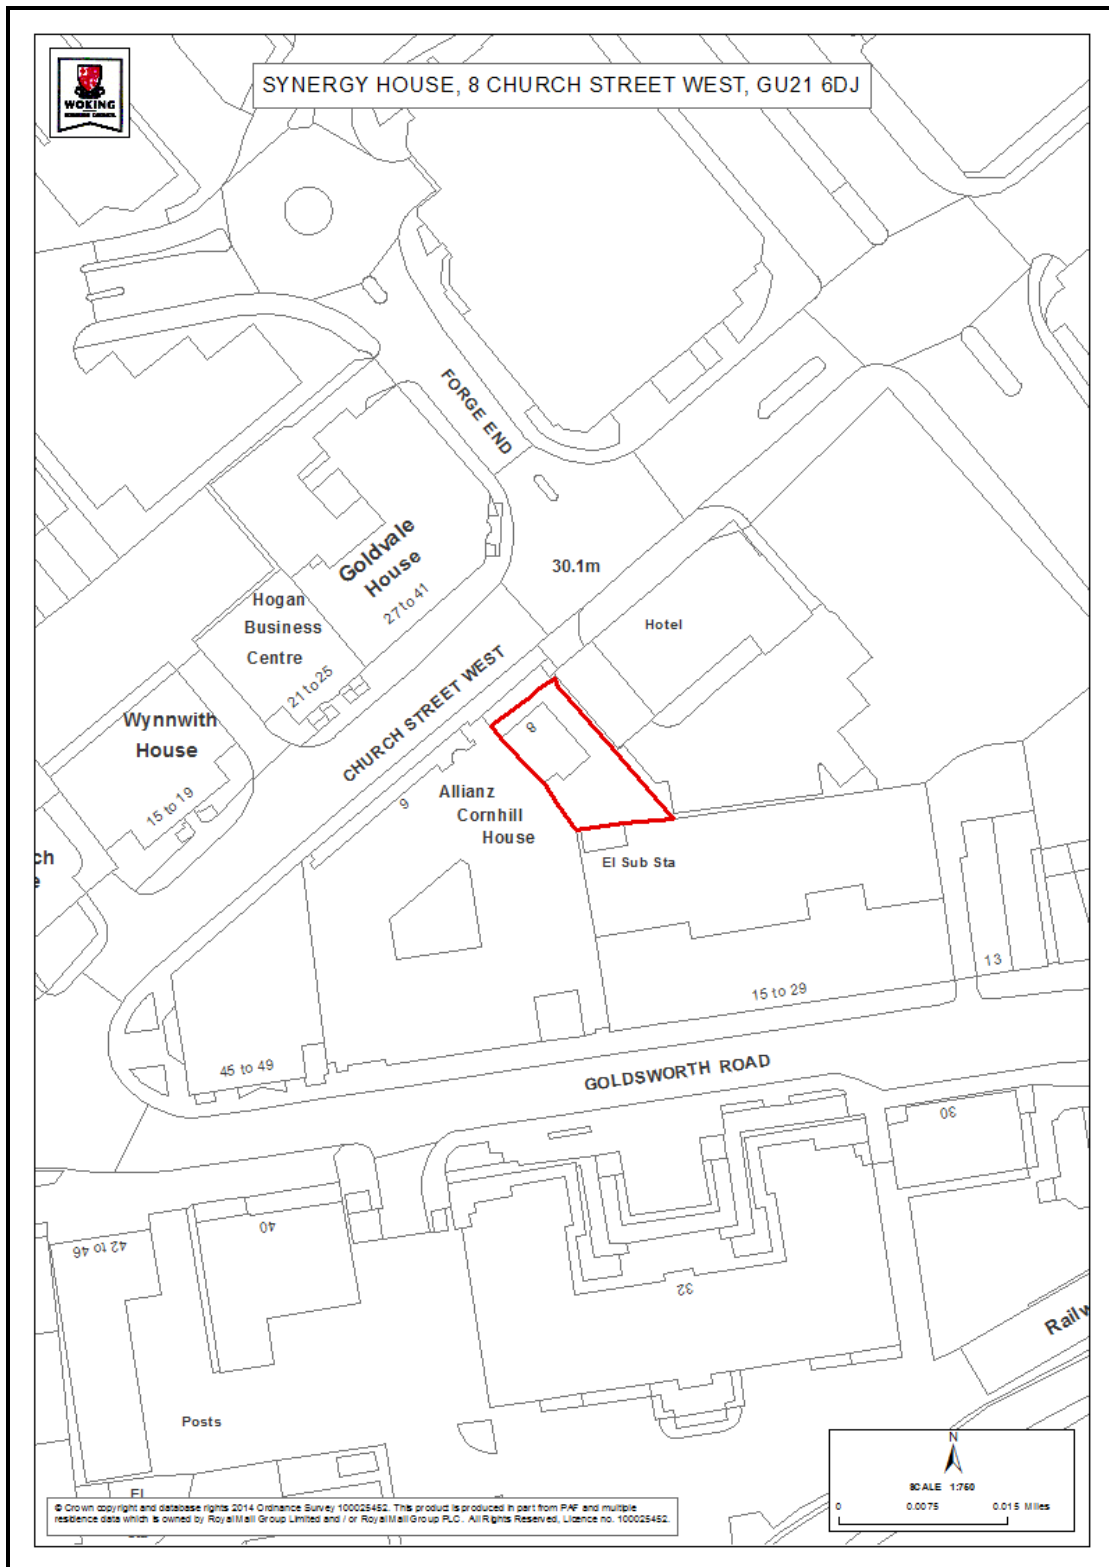 WOKING
BOROUGH COUNCIL
SYNERGY HOUSE, 8 CHURCH STREET WEST, GU21 6DJ
FORGE END
Goldvale
House
27 to 41
30.1m
Hogan
Business
Centre
21 to 25
Hotel
CHURCH STREET WEST
Wynnwith
House
15 to 19
8
9
Allianz
Cornhill
House
El Sub Sta
ch
e
13
15 to 29
45 to 49
GOLDSWORTH ROAD
30
40
42 to 46
32
Railw
Posts
El
N
SCALE 1:750
0 0.0075 0.015 Miles
© Crown copyright and database rights 2014 Ordnance Survey 100025452. This product is produced in part from PAF and multiple
residence data which is owned by Royal Mail Group Limited and / or Royal Mail Group PLC. All Rights Reserved, Licence no. 100025452.